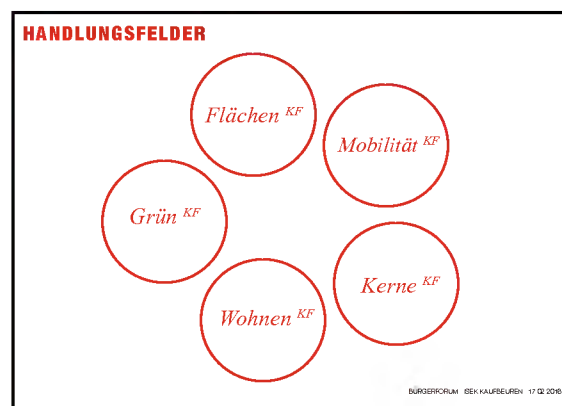 HANDLUNGSFELDER
Flächen KF
Mobilität KF
Grün KF
Kerne KF
Wohnen KF
BÜRGERFORUM ISEK KAUFBEUREN 17 02 2016